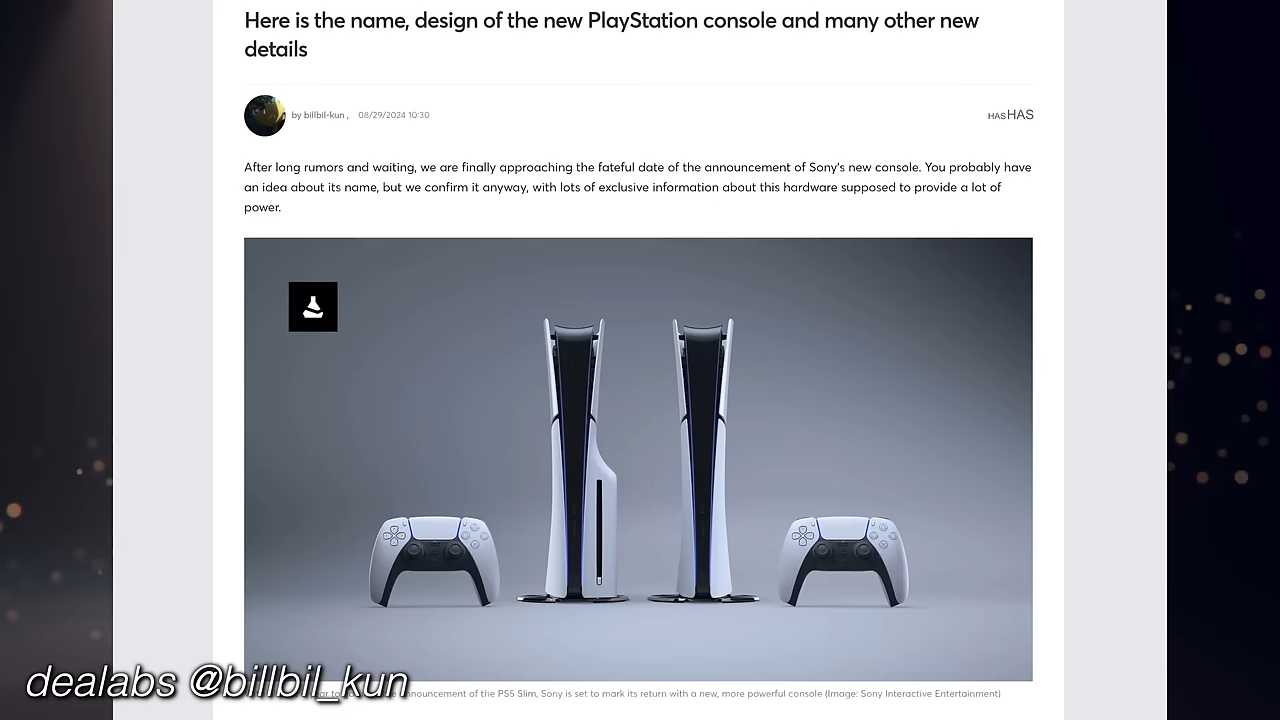 Here is the name, design of the new PlayStation console and many other new
details
by billbil-kun , 08/29/2024 10:30
HAS HAS
After long rumors and waiting, we are finally approaching the fateful date of the announcement of Sony's new console. You probably have
an idea about its name, but we confirm it anyway, with lots of exclusive information about this hardware supposed to provide a lot of
power.
dealabs @billbil_kun
announcement of the PS5 Slim, Sony is set to mark its return with a new, more powerful console (Image: Sony Interactive Entertainment)